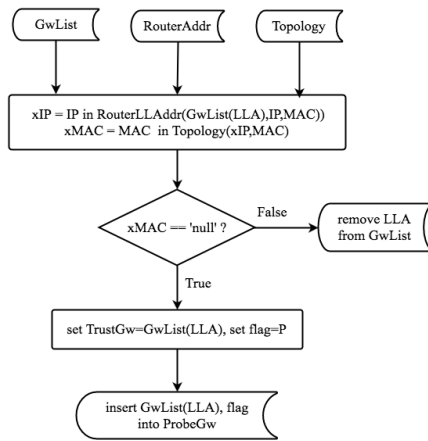 GwList
RouterAddr
Topology
xIP = IP in RouterLLAddr(GwList(LLA),IP,MAC))
xMAC = MAC in Topology(xIP,MAC)
xMAC == 'null' ?
False
remove LLA
from GwList
True
set TrustGw=GwList(LLA), set flag=P
insert GwList(LLA), flag
into ProbeGw